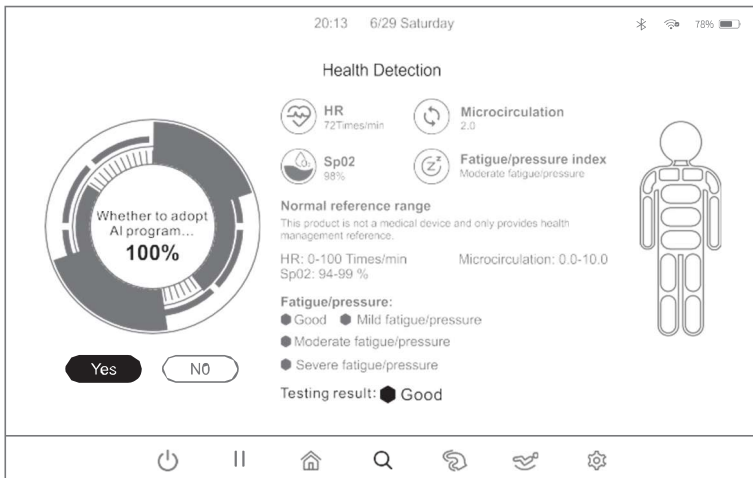 20:13 6/29 Saturday 78%
Health Detection
HR
72Times/min
Microcirculation
2.0
Sp02
98%
Fatigue/pressure index
Moderate fatigue/pressure
Whether to adopt
AI program...
100%
Yes
N0
Normal reference range
This product is not a medical device and only provides health
management reference.
HR: 0-100 Times/min Microcirculation: 0.0-10.0
Sp02: 94-99 %
Fatigue/pressure:
Good Mild fatigue/pressure
Moderate fatigue/pressure
Severe fatigue/pressure
Testing result: Good